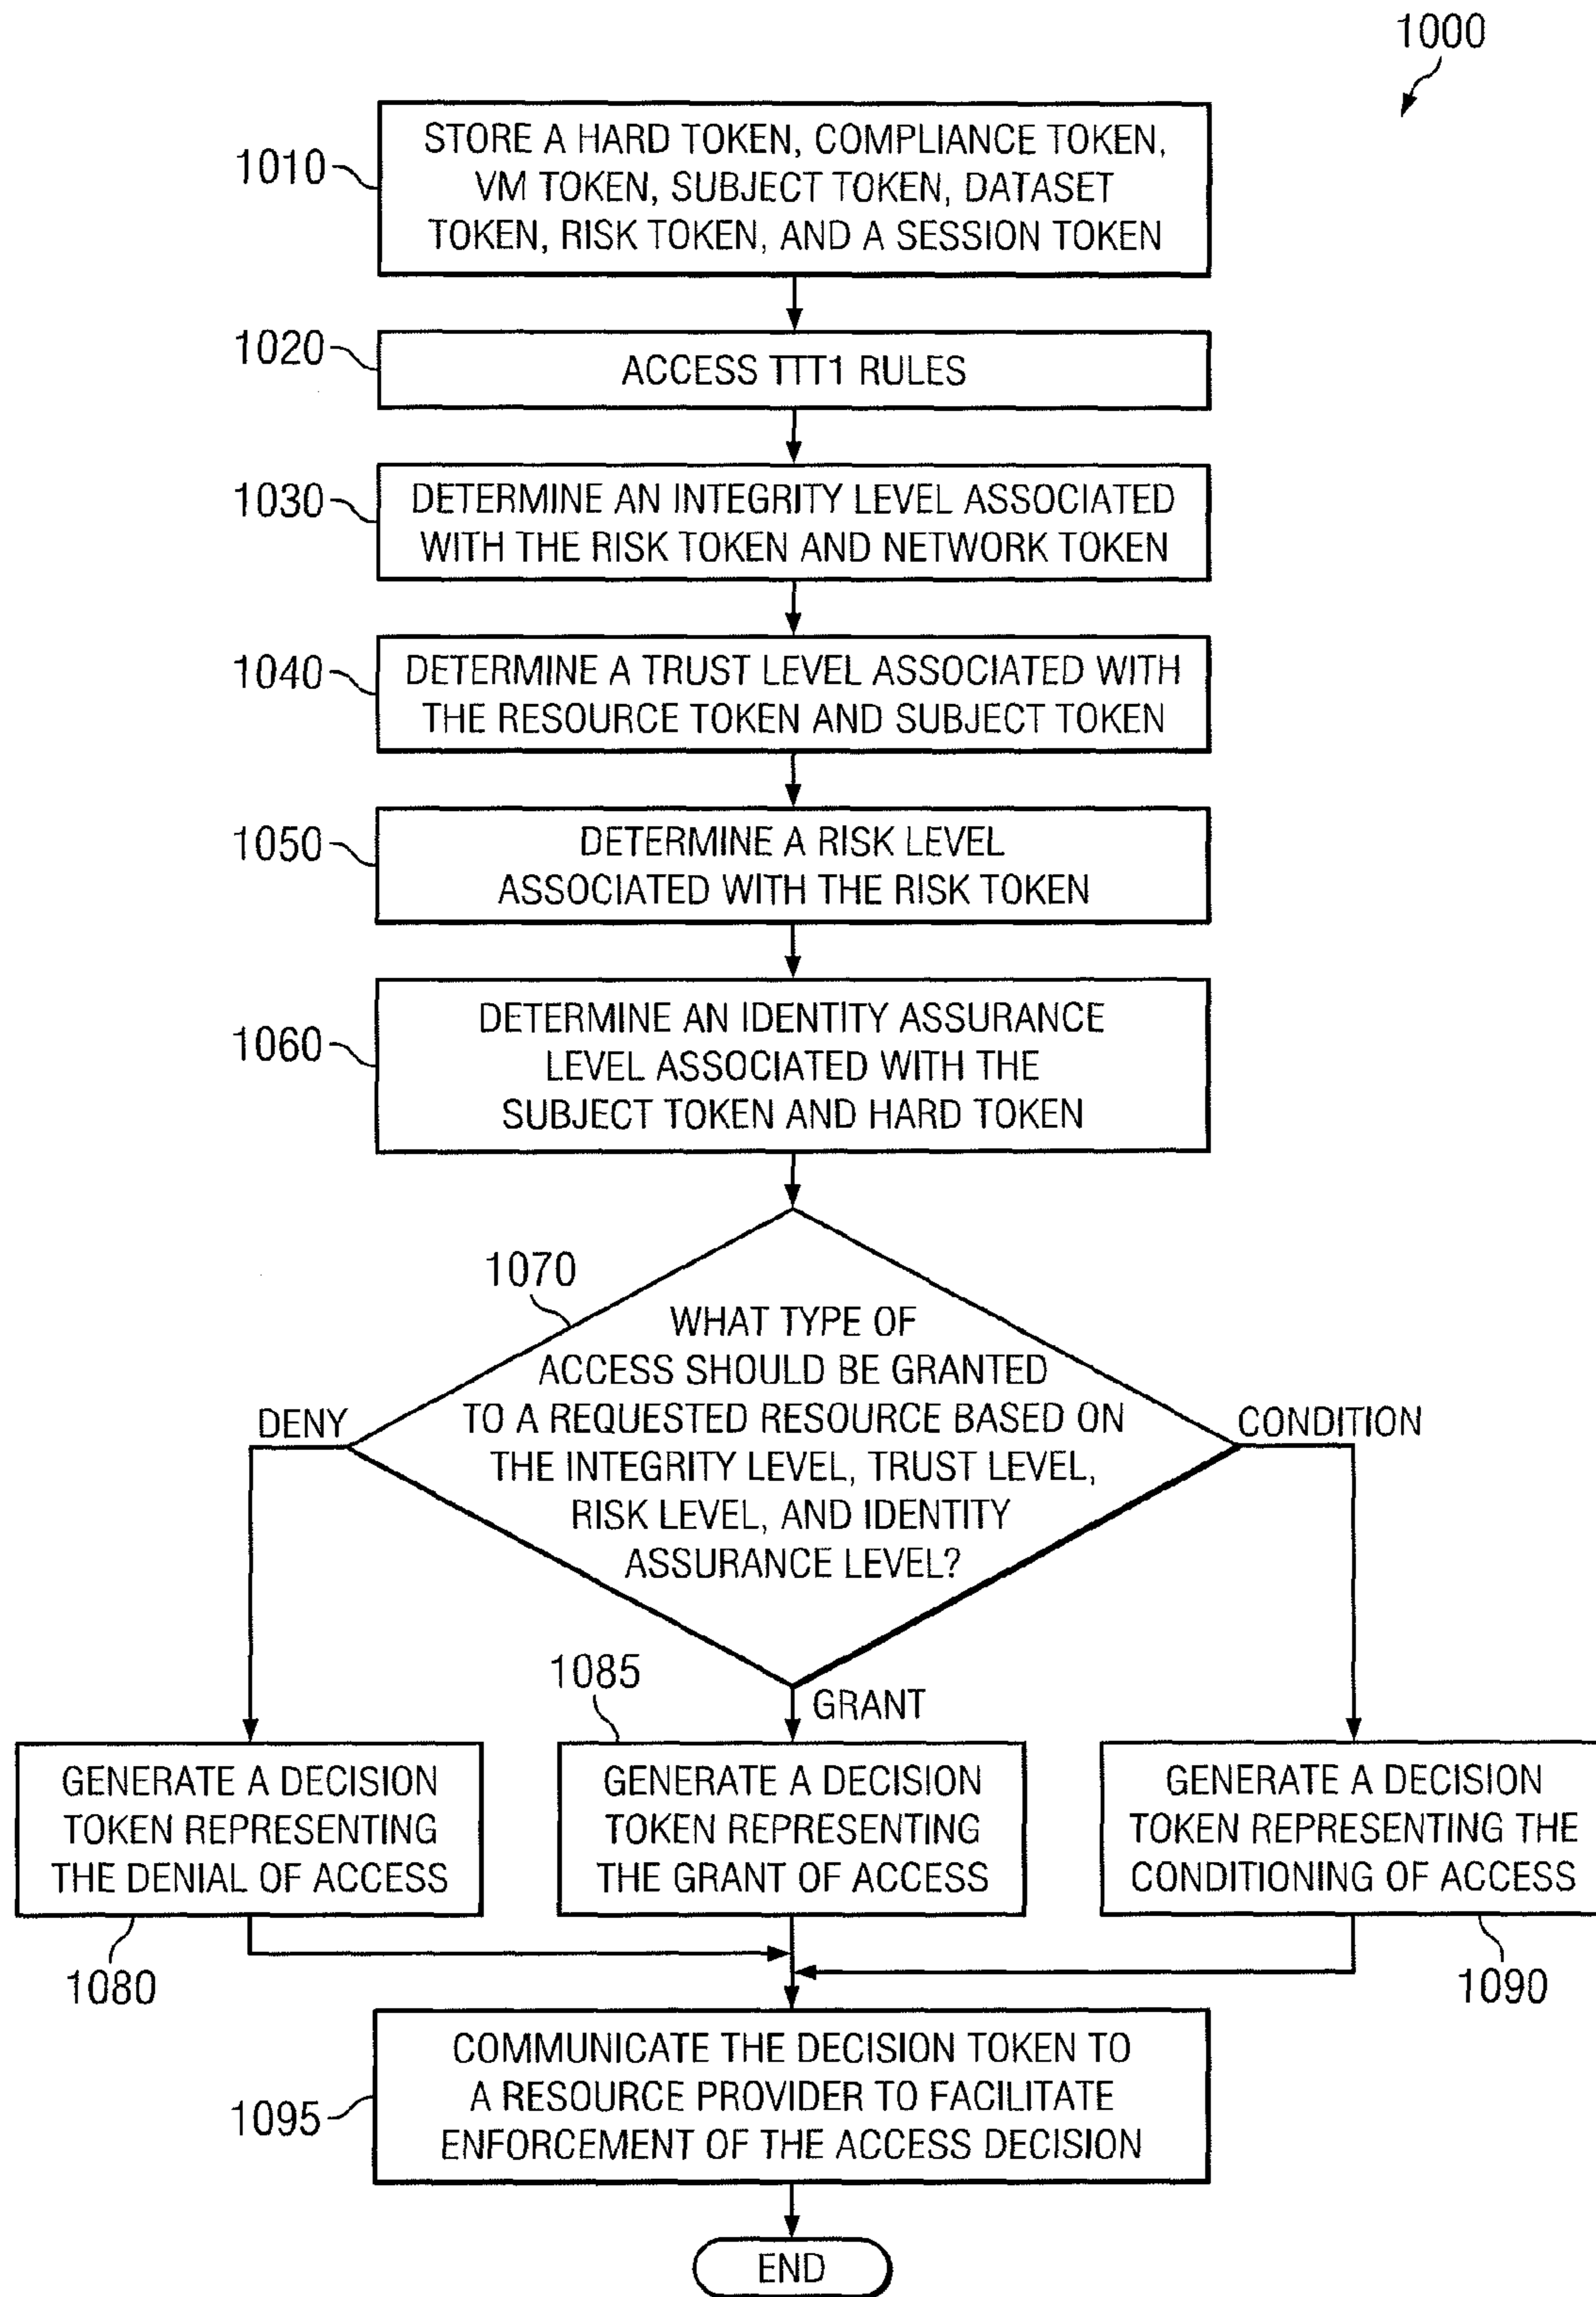 1000
1010
STORE A HARD TOKEN, COMPLIANCE TOKEN,
VM TOKEN, SUBJECT TOKEN, DATASET
TOKEN, RISK TOKEN, AND A SESSION TOKEN
1020
ACCESS TTT1 RULES
1030
DETERMINE AN INTEGRITY LEVEL ASSOCIATED
WITH THE RISK TOKEN AND NETWORK TOKEN
1040
DETERMINE A TRUST LEVEL ASSOCIATED WITH
THE RESOURCE TOKEN AND SUBJECT TOKEN
1050
DETERMINE A RISK LEVEL
ASSOCIATED WITH THE RISK TOKEN
1060
DETERMINE AN IDENTITY ASSURANCE
LEVEL ASSOCIATED WITH THE
SUBJECT TOKEN AND HARD TOKEN
1070
WHAT TYPE OF
ACCESS SHOULD BE GRANTED
TO A REQUESTED RESOURCE BASED ON
THE INTEGRITY LEVEL, TRUST LEVEL,
RISK LEVEL, AND IDENTITY
ASSURANCE LEVEL?
DENY
CONDITION
GRANT
GENERATE A DECISION
TOKEN REPRESENTING
THE DENIAL OF ACCESS
1080
1085
GENERATE A DECISION
TOKEN REPRESENTING
THE GRANT OF ACCESS
GENERATE A DECISION
TOKEN REPRESENTING THE
CONDITIONING OF ACCESS
1090
1095
COMMUNICATE THE DECISION TOKEN TO
A RESOURCE PROVIDER TO FACILITATE
ENFORCEMENT OF THE ACCESS DECISION
END